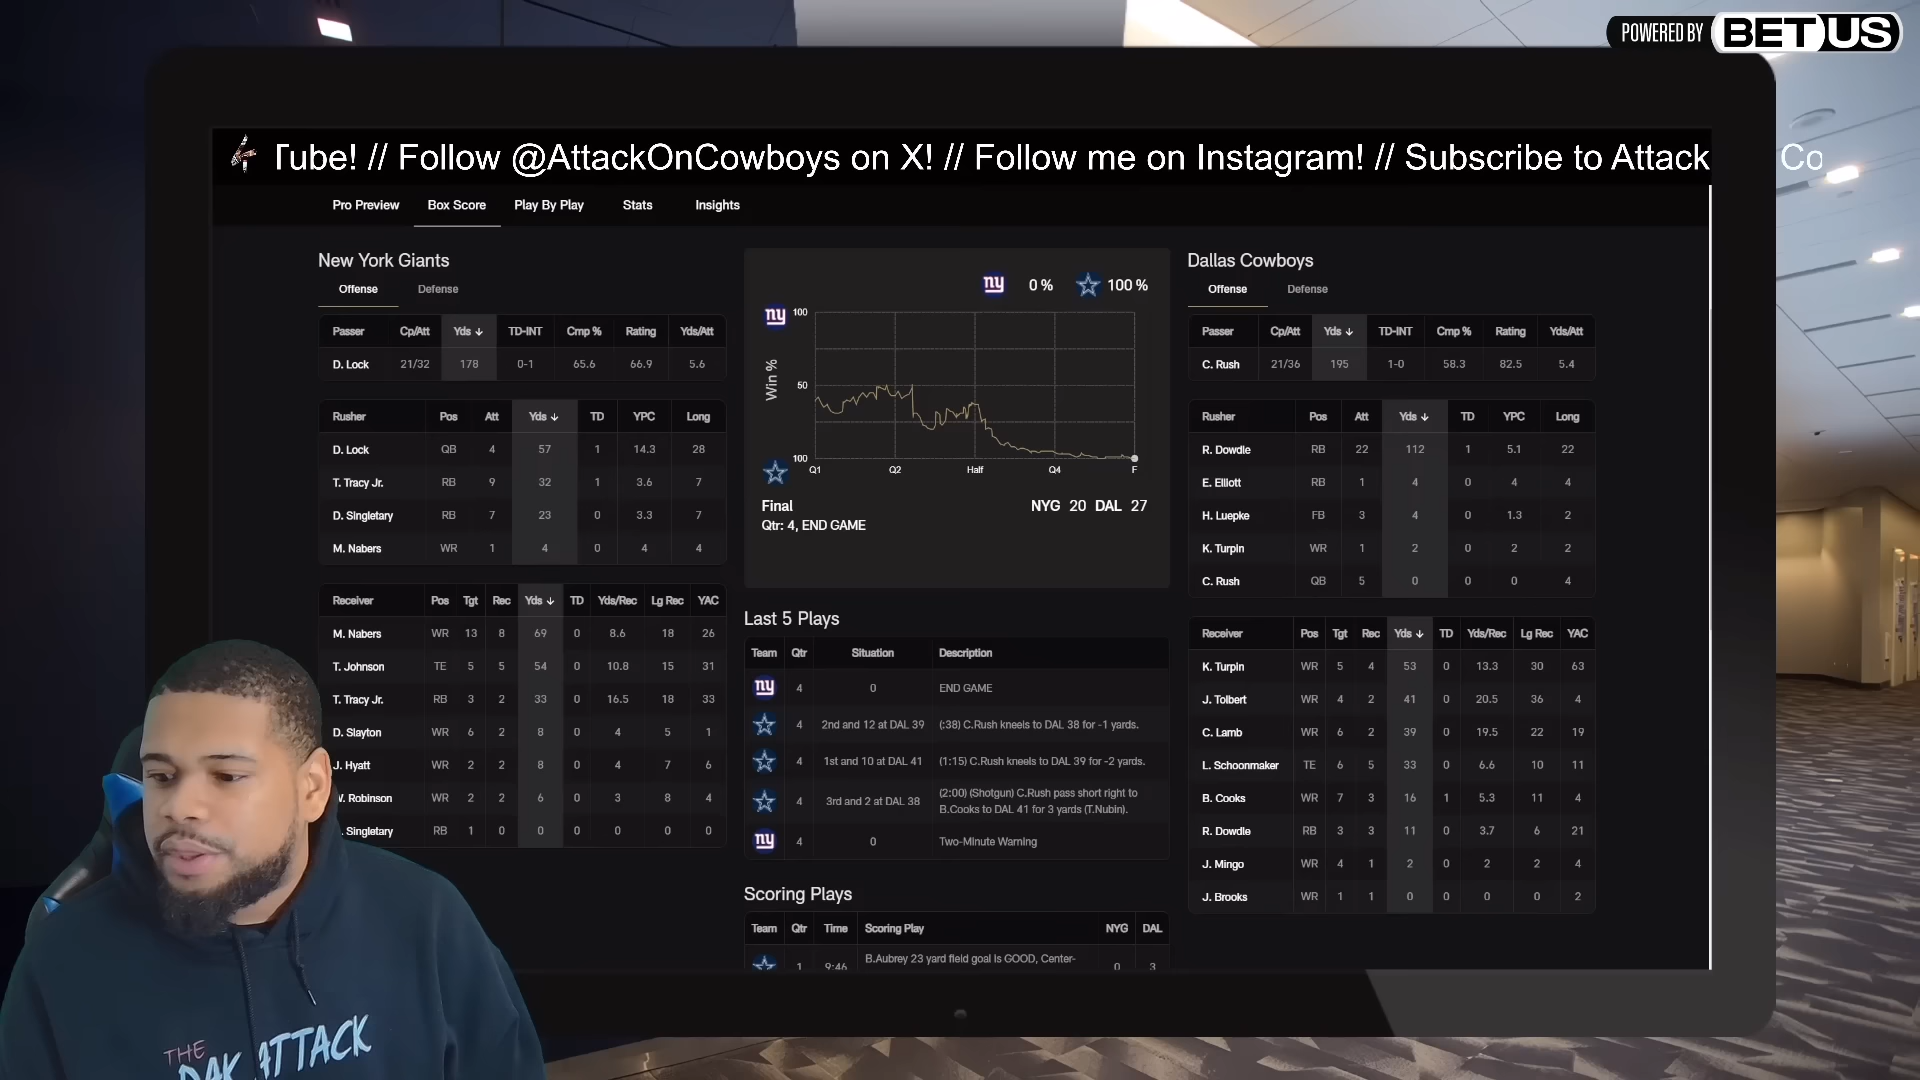 POWERED BY BETUS
Tube! // Follow @AttackOnCowboys on X! // Follow me on Instagram! // Subscribe to Attack Co
Pro Preview Box Score Play By Play Stats Insights
New York Giants
Offense Defense
Passer Cp/Att Yds ↓ TD-INT Cmp % Rating Yds/Att
D. Lock 21/32 178 0-1 65.6 66.9 5.6
Rusher Pos Att Yds ↓ TD YPC Long
D. Lock QB 4 57 1 14.3 28
T. Tracy Jr. RB 9 32 1 3.6 7
D. Singletary RB 7 23 0 3.3 7
M. Nabers WR 1 4 0 4 4
Receiver Pos Tgt Rec Yds ↓ TD Yds/Rec Lg Rec YAC
M. Nabers WR 13 8 69 0 8.6 18 26
T. Johnson TE 5 5 54 0 10.8 15 31
T. Tracy Jr. RB 3 2 33 0 16.5 18 33
D. Slayton WR 6 2 8 0 4 5 1
J. Hyatt WR 2 2 8 0 4 7 6
W. Robinson WR 2 2 6 0 3 8 4
. Singletary RB 1 0 0 0 0 0 0
ny 0 % 100 %
ny 100
Win %
50
100
Q1 Q2 Half Q4 F
Final NYG 20 DAL 27
Qtr: 4, END GAME
Last 5 Plays
Team Qtr Situation Description
ny 4 0 END GAME
4 2nd and 12 at DAL 39 (:38) C.Rush kneels to DAL 38 for -1 yards.
4 1st and 10 at DAL 41 (1:15) C.Rush kneels to DAL 39 for -2 yards.
4 3rd and 2 at DAL 38 (2:00) (Shotgun) C.Rush pass short right to
B.Cooks to DAL 41 for 3 yards (T.Nubin).
ny 4 0 Two-Minute Warning
Scoring Plays
Team Qtr Time Scoring Play NYG DAL
1 9:46 B.Aubrey 23 yard field goal is GOOD, Center- 0 3
Dallas Cowboys
Offense Defense
Passer Cp/Att Yds ↓ TD-INT Cmp % Rating Yds/Att
C. Rush 21/36 195 1-0 58.3 82.5 5.4
Rusher Pos Att Yds ↓ TD YPC Long
R. Dowdle RB 22 112 1 5.1 22
E. Elliott RB 1 4 0 4 4
H. Luepke FB 3 4 0 1.3 2
K. Turpin WR 1 2 0 2 2
C. Rush QB 5 0 0 0 4
Receiver Pos Tgt Rec Yds ↓ TD Yds/Rec Lg Rec YAC
K. Turpin WR 5 4 53 0 13.3 30 63
J. Tolbert WR 4 2 41 0 20.5 36 4
C. Lamb WR 6 2 39 0 19.5 22 19
L. Schoonmaker TE 6 5 33 0 6.6 10 11
B. Cooks WR 7 3 16 1 5.3 11 4
R. Dowdle RB 3 3 11 0 3.7 6 21
J. Mingo WR 4 1 2 0 2 2 4
J. Brooks WR 1 1 0 0 0 0 2
THE
DAK ATTACK